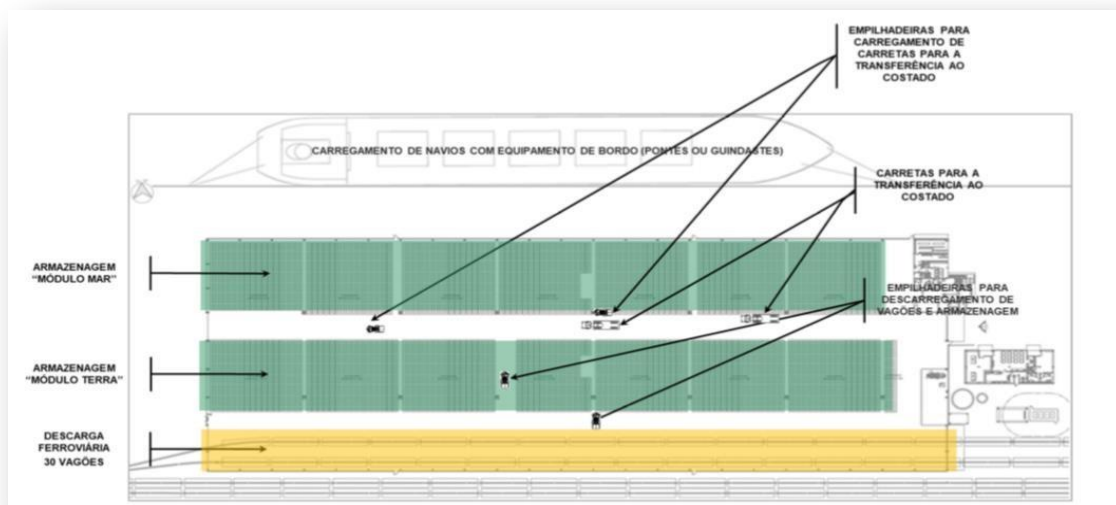 EMPILHADEIRAS PARA
CARREGAMENTO DE
CARRETAS PARA A
TRANSFERÊNCIA AO
COSTADO
CARREGAMENTO DE NAVIOS COM EQUIPAMENTO DE BORDO (PONTES OU GUINDASTES)
CARRETAS PARA A
TRANSFERÊNCIA AO
COSTADO
ARMAZENAGEM
“MÓDULO MAR”
EMPILHADEIRAS PARA
DESCARREGAMENTO DE
VAGÕES E ARMAZENAGEM
ARMAZENAGEM
“MÓDULO TERRA”
DESCARGA
FERROVIÁRIA
30 VAGÕES